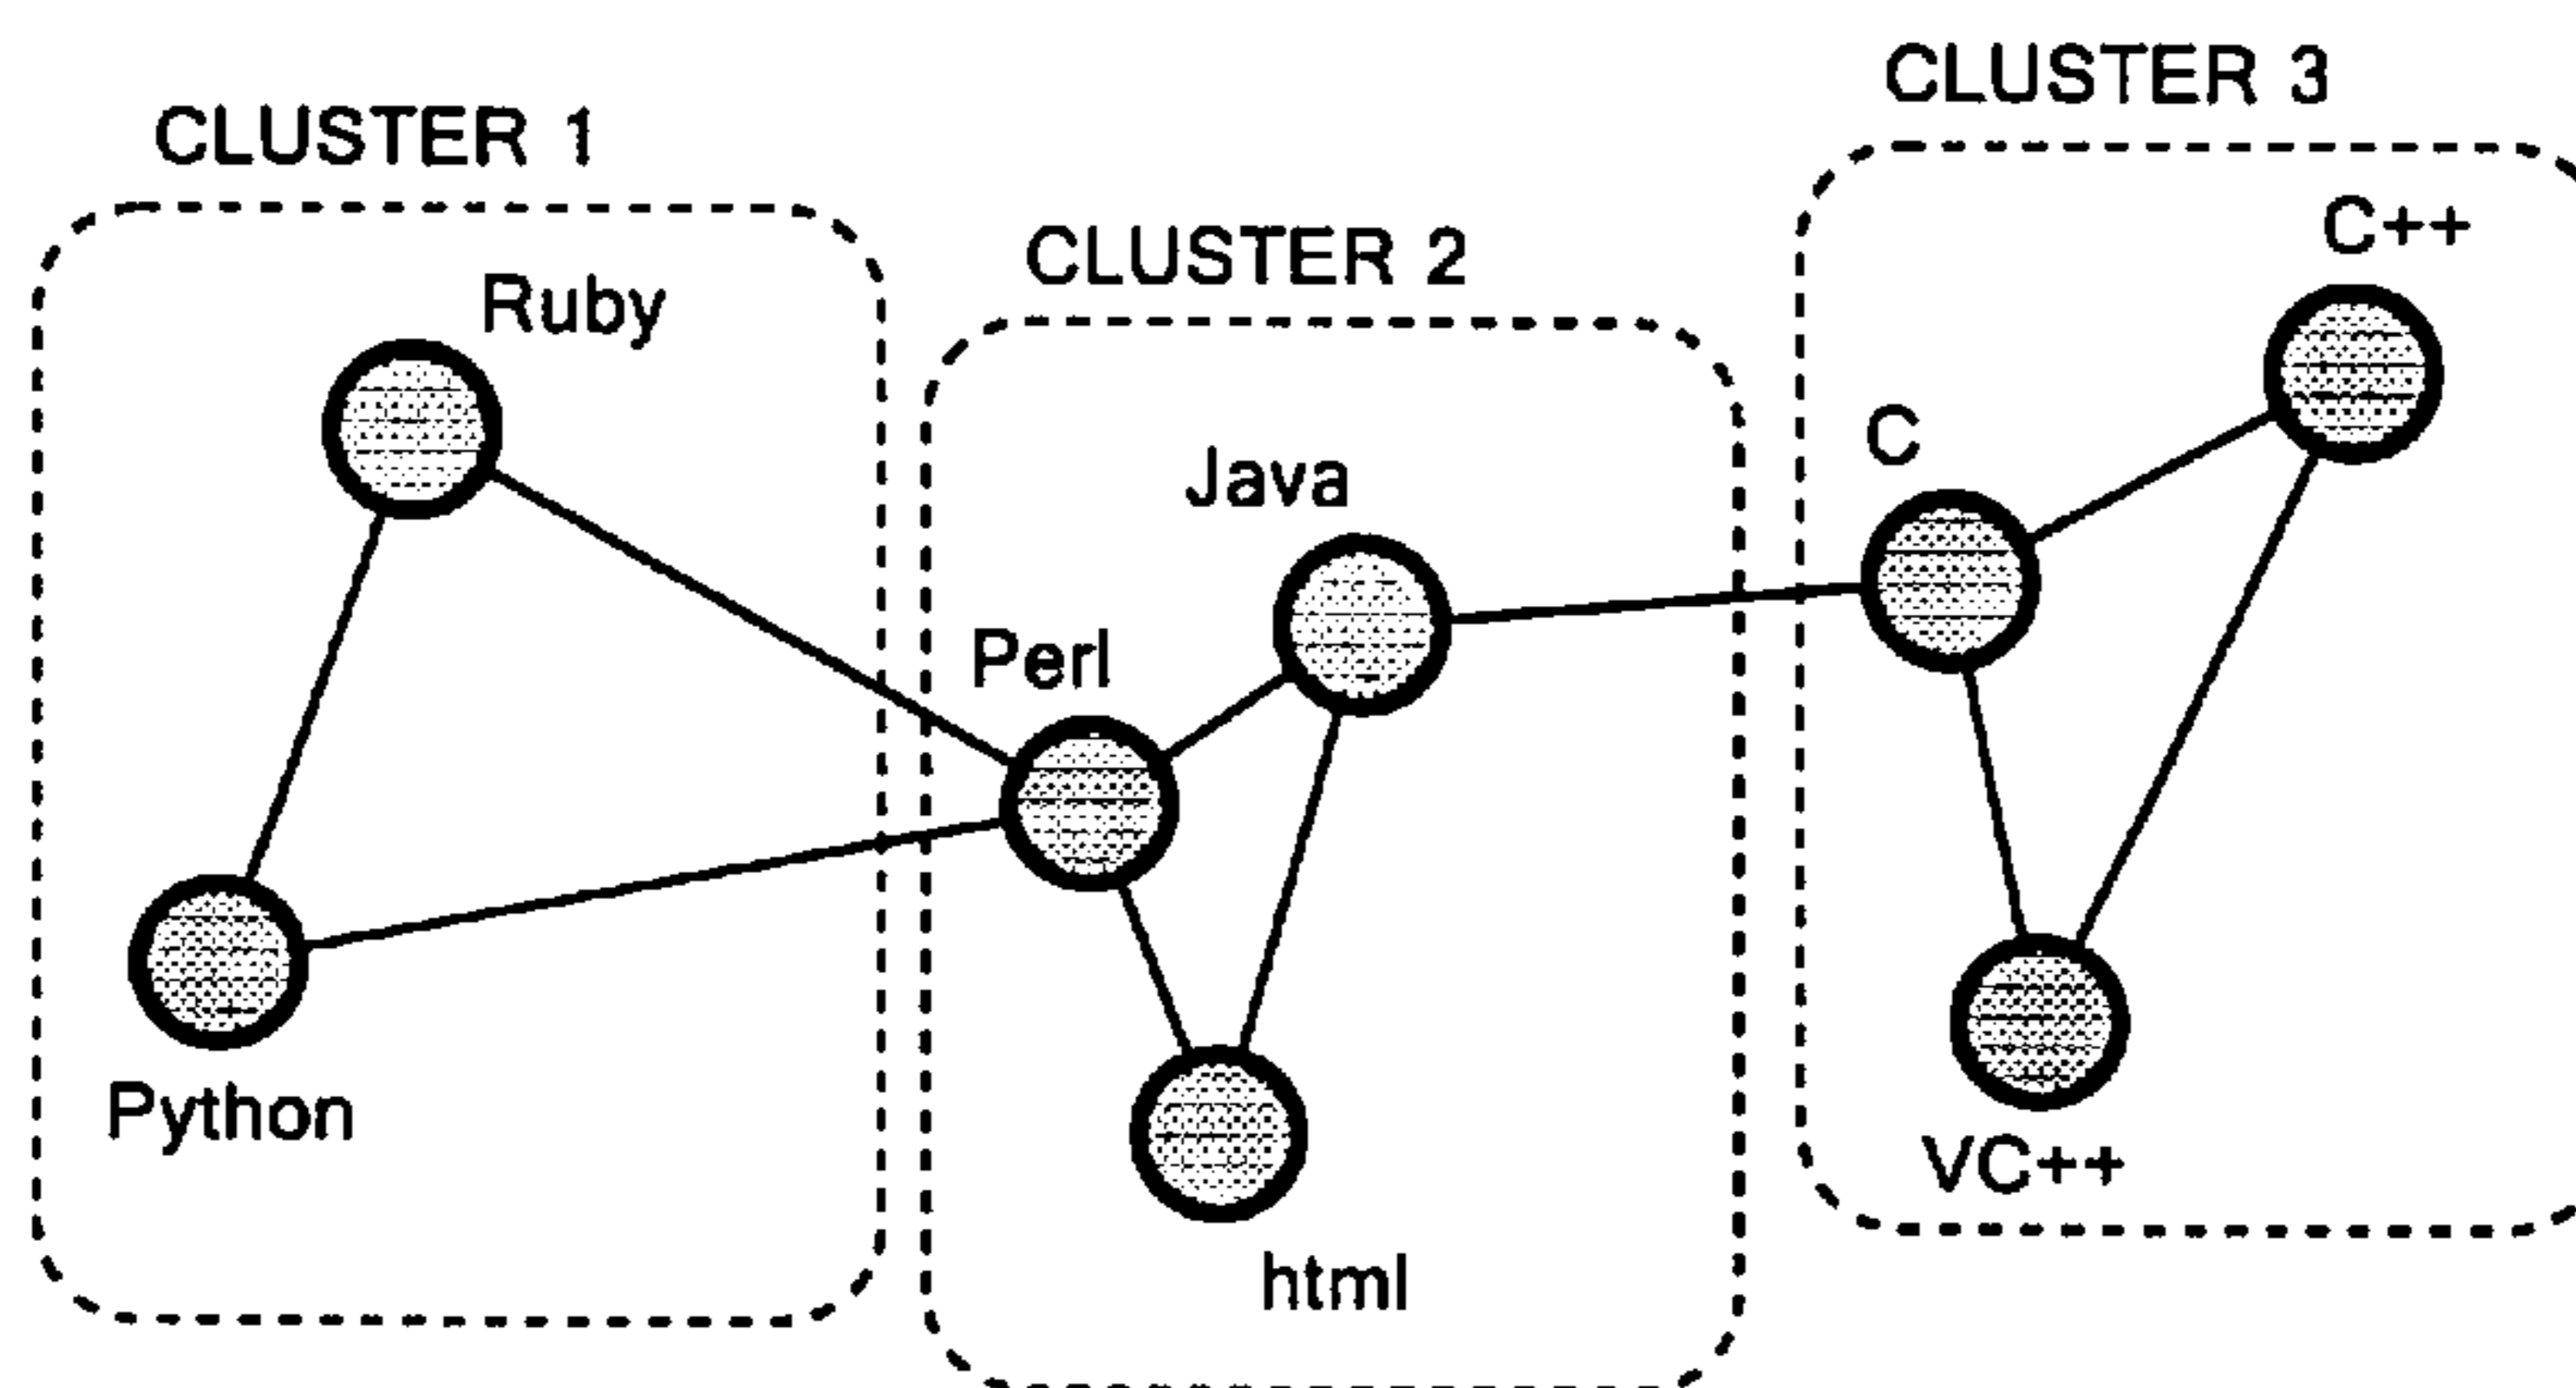 CLUSTER 1
Ruby
Python
CLUSTER 2
Java
Perl
html
CLUSTER 3
C++
C
VC++